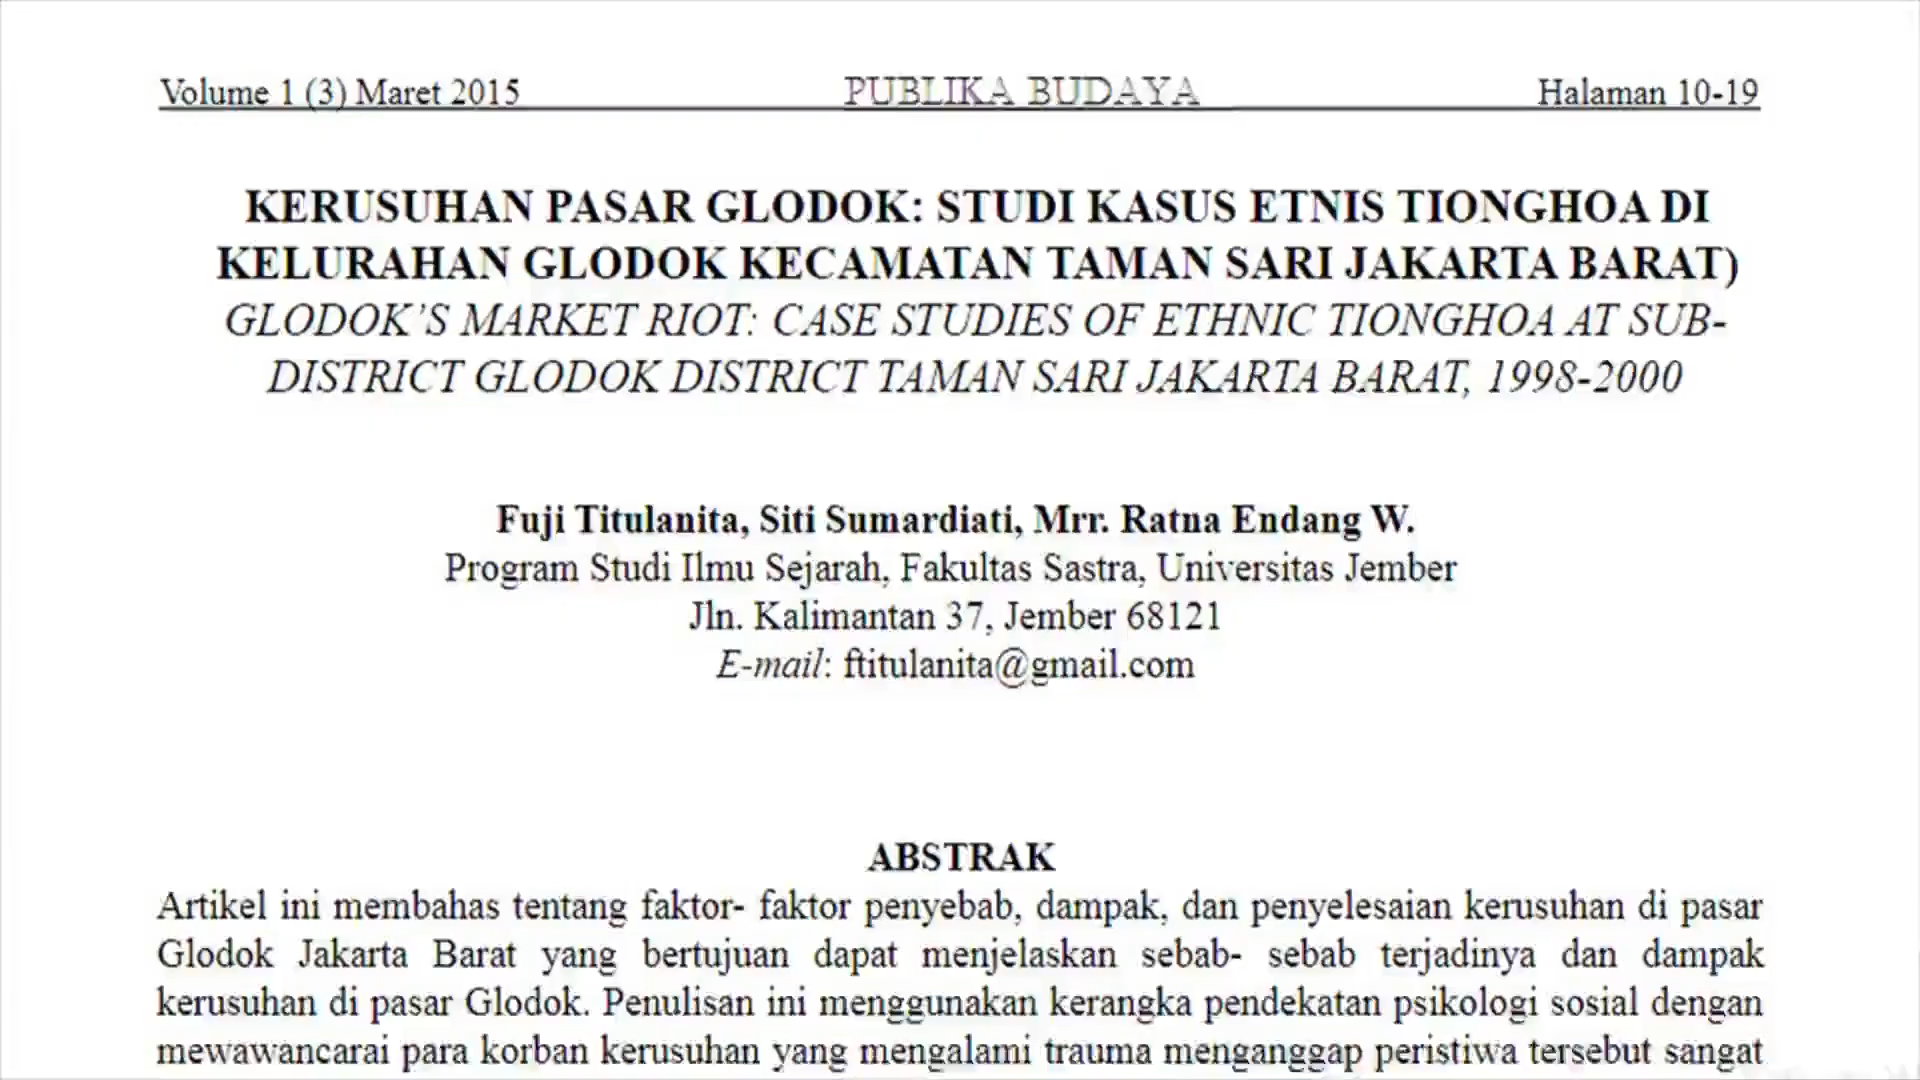 Volume 1 (3) Maret 2015 PUBLIKA BUDAYA Halaman 10-19
KERUSUHAN PASAR GLODOK: STUDI KASUS ETNIS TIONGHOA DI
KELURAHAN GLODOK KECAMATAN TAMAN SARI JAKARTA BARAT)
GLODOK'S MARKET RIOT: CASE STUDIES OF ETHNIC TIONGHOA AT SUB-
DISTRICT GLODOK DISTRICT TAMAN SARI JAKARTA BARAT, 1998-2000
Fuji Titulanita, Siti Sumardiati, Mrr. Ratna Endang W.
Program Studi Ilmu Sejarah, Fakultas Sastra, Universitas Jember
Jln. Kalimantan 37, Jember 68121
E-mail: ftitulanita@gmail.com
ABSTRAK
Artikel ini membahas tentang faktor- faktor penyebab, dampak, dan penyelesaian kerusuhan di pasar
Glodok Jakarta Barat yang bertujuan dapat menjelaskan sebab- sebab terjadinya dan dampak
kerusuhan di pasar Glodok. Penulisan ini menggunakan kerangka pendekatan psikologi sosial dengan
mewawancarai para korban kerusuhan yang mengalami trauma menganggap peristiwa tersebut sangat